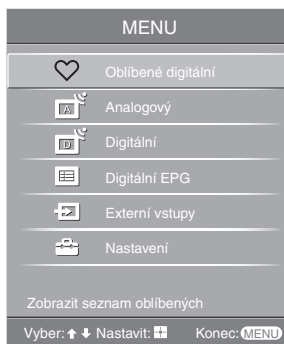 MENU
Oblíbené digitální
A Analogový
D Digitální
Digitální EPG
Externí vstupy
Nastavení
Zobrazit seznam oblíbených
Vyber: Nastavit: Konec: MENU